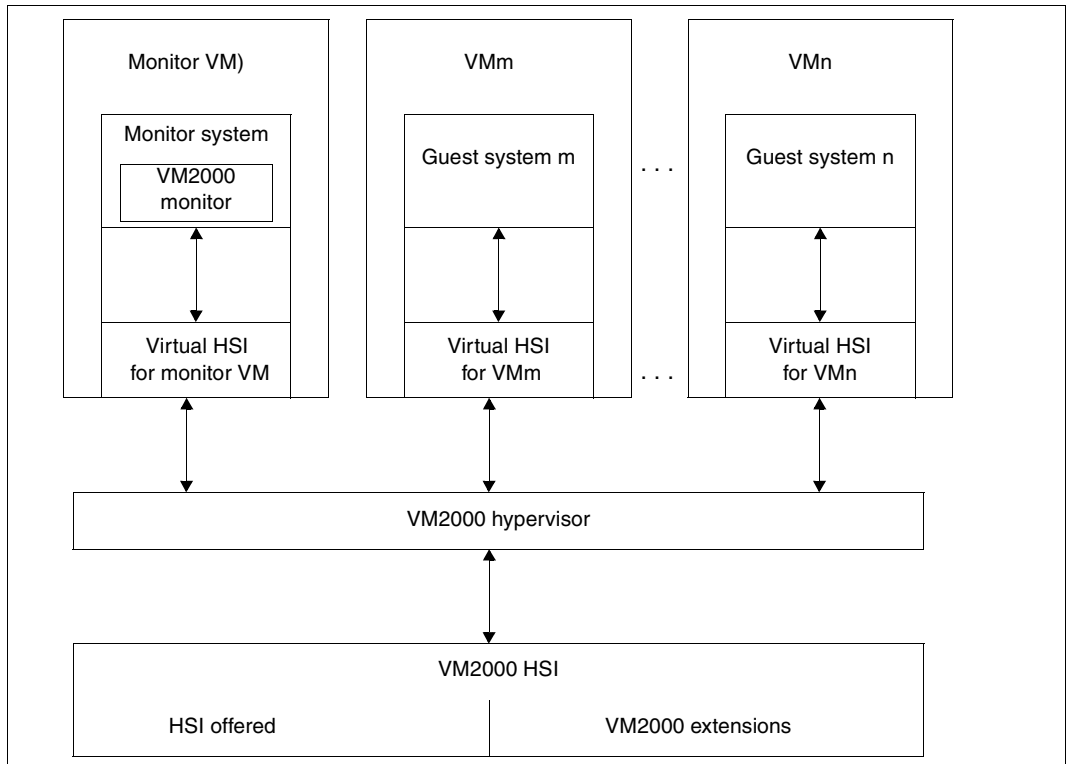 Monitor VM)
VMm
VMn
Monitor system
VM2000
monitor
Guest system m
. . .
Guest system n
Virtual HSI
for monitor VM
Virtual HSI
for VMm
. . .
Virtual HSI
for VMn
VM2000 hypervisor
VM2000 HSI
HSI offered
VM2000 extensions